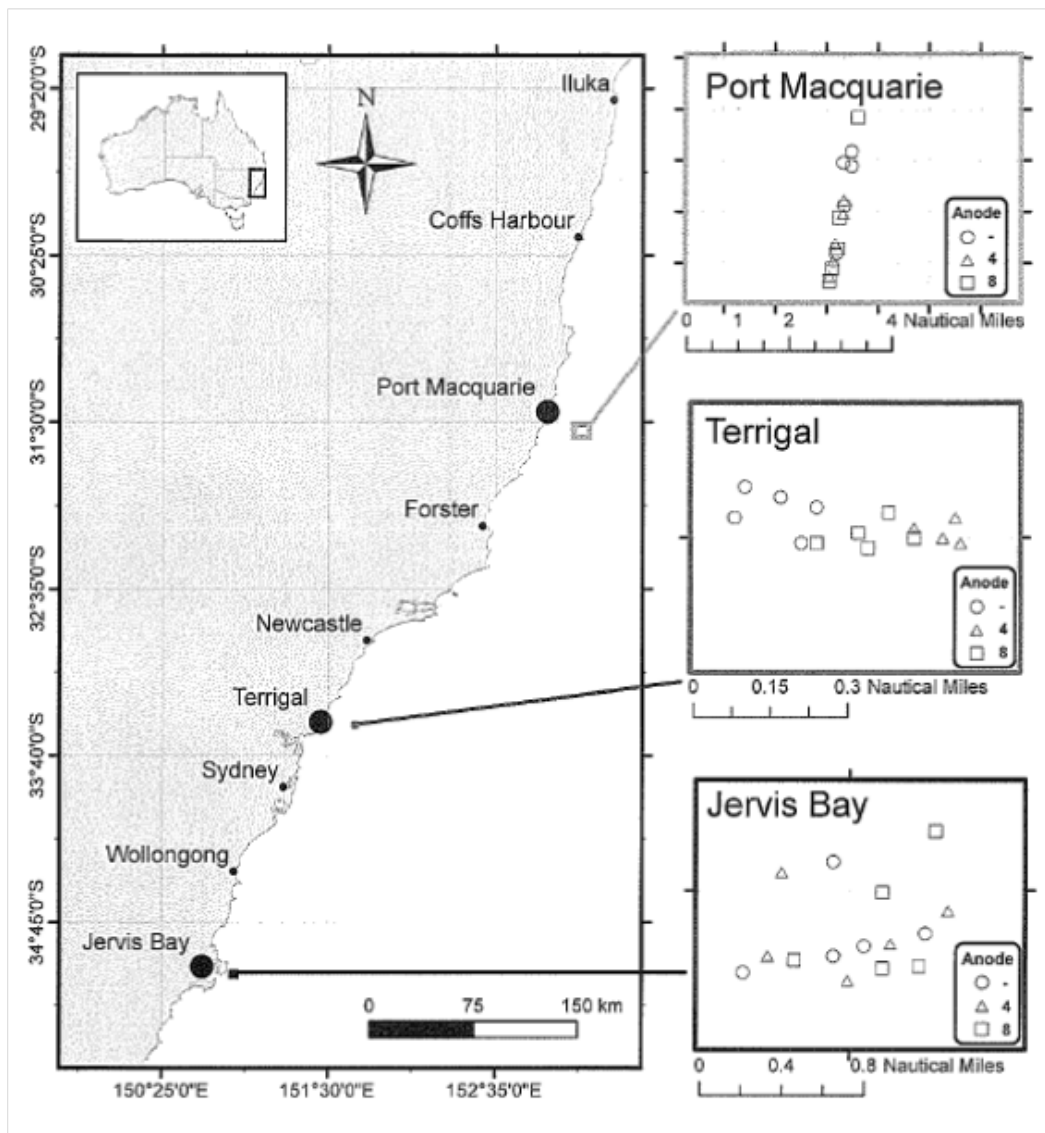 29°20'0"S
30°25'0"S
31°30'0"S
32°35'0"S
33°40'0"S
34°45'0"S
N
Iluka
Coffs Harbour
Port Macquarie
Forster
Newcastle
Terrigal
Sydney
Wollongong
Jervis Bay
0 75 150 km
150°25'0"E 151°30'0"E 152°35'0"E
Port Macquarie
Anode
-
4
8
0 1 2 4 Nautical Miles
Terrigal
Anode
-
4
8
0 0.15 0.3 Nautical Miles
Jervis Bay
Anode
-
4
8
0 0.4 0.8 Nautical Miles